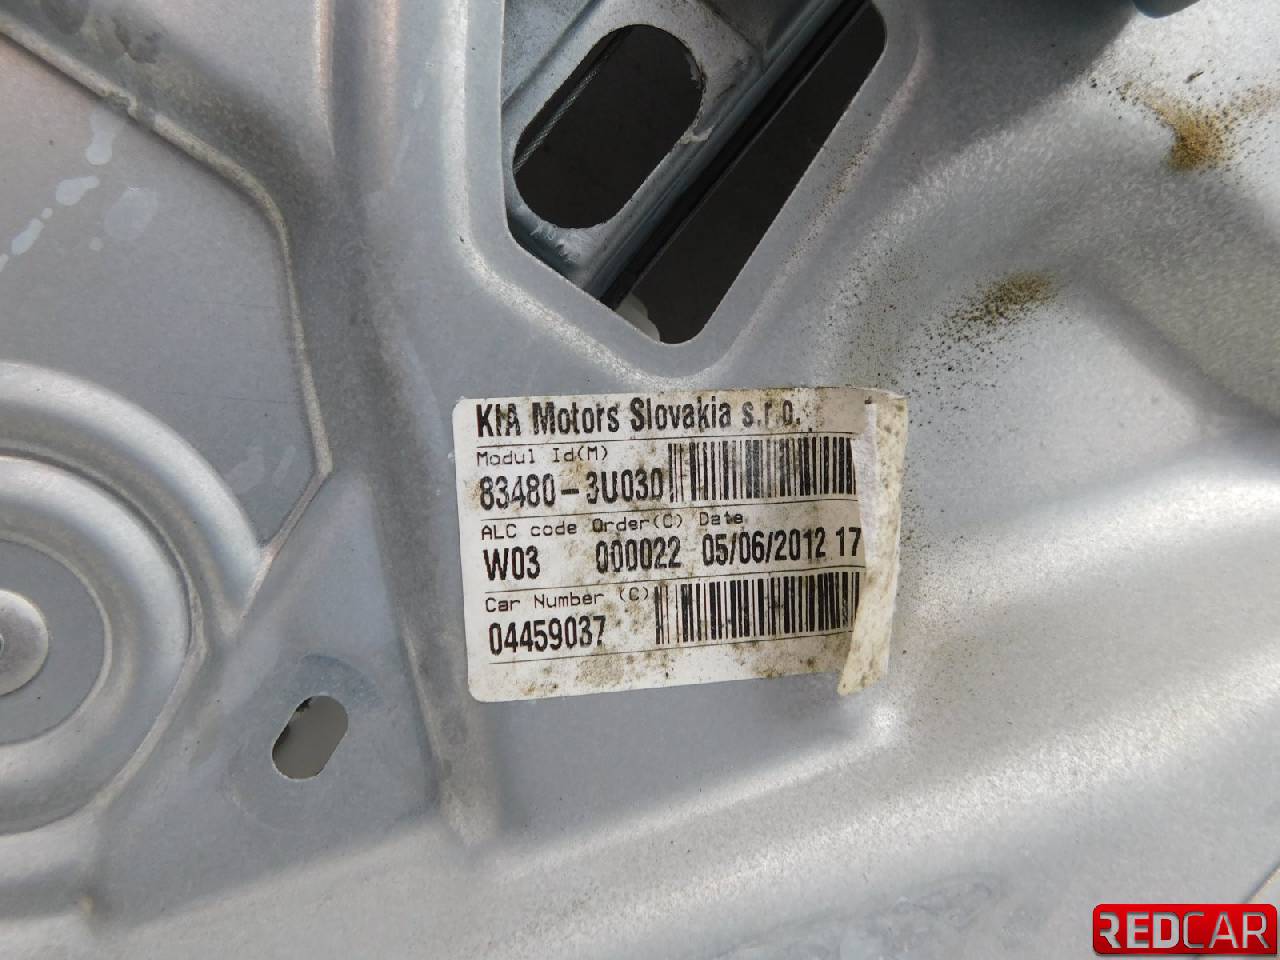 KIA Motors Slovakia s.r.o.
Modul Id(M)
83480-3U030
ALC code Order(C) Date
W03 000022 05/06/2012 17
Car Number (C)
04459037
REDCAR